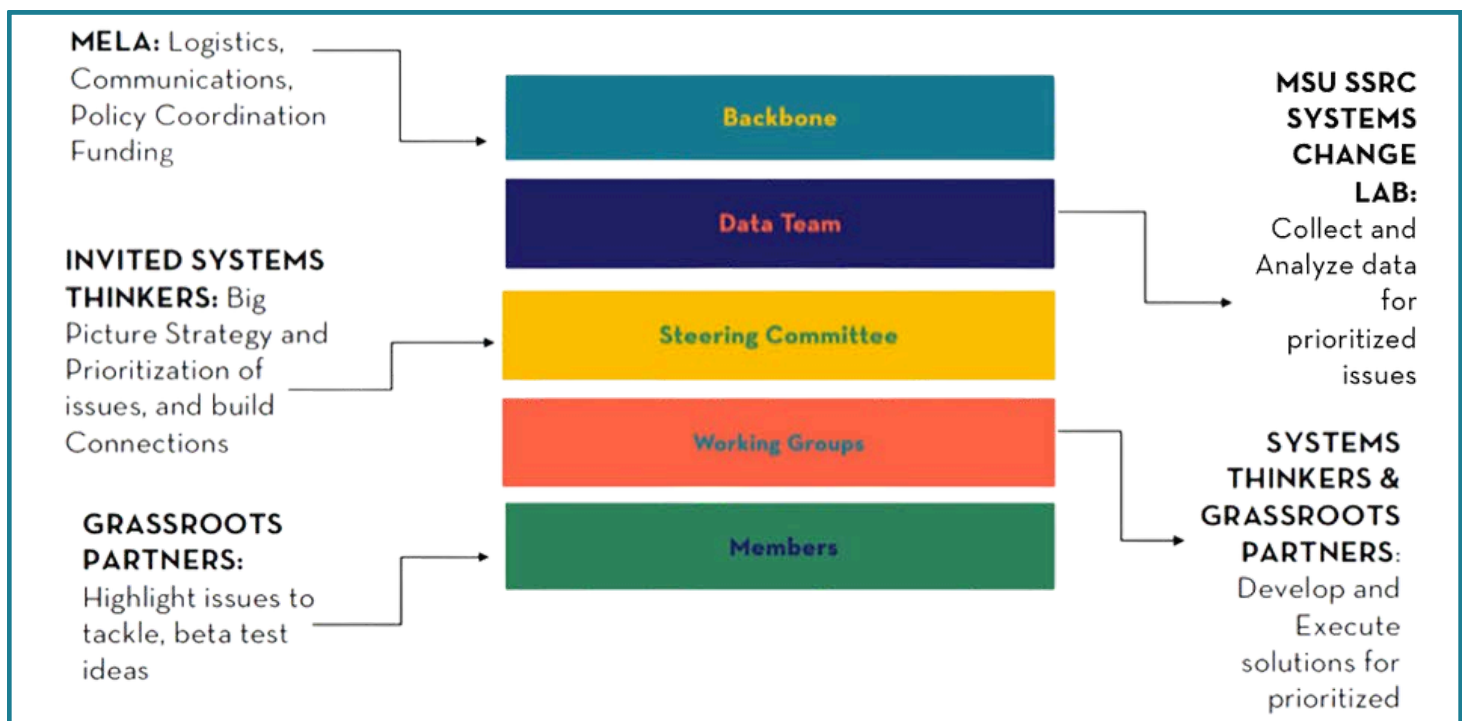 MELA: Logistics,
Communications,
Policy Coordination
Funding
INVITED SYSTEMS
THINKERS: Big
Picture Strategy and
Prioritization of
issues, and build
Connections
GRASSROOTS
PARTNERS:
Highlight issues to
tackle, beta test
ideas
Backbone
Data Team
Steering Committee
Working Groups
Members
MSU SSRC
SYSTEMS
CHANGE
LAB:
Collect and
Analyze data
for
prioritized
issues
SYSTEMS
THINKERS &
GRASSROOTS
PARTNERS:
Develop and
Execute
solutions for
prioritized